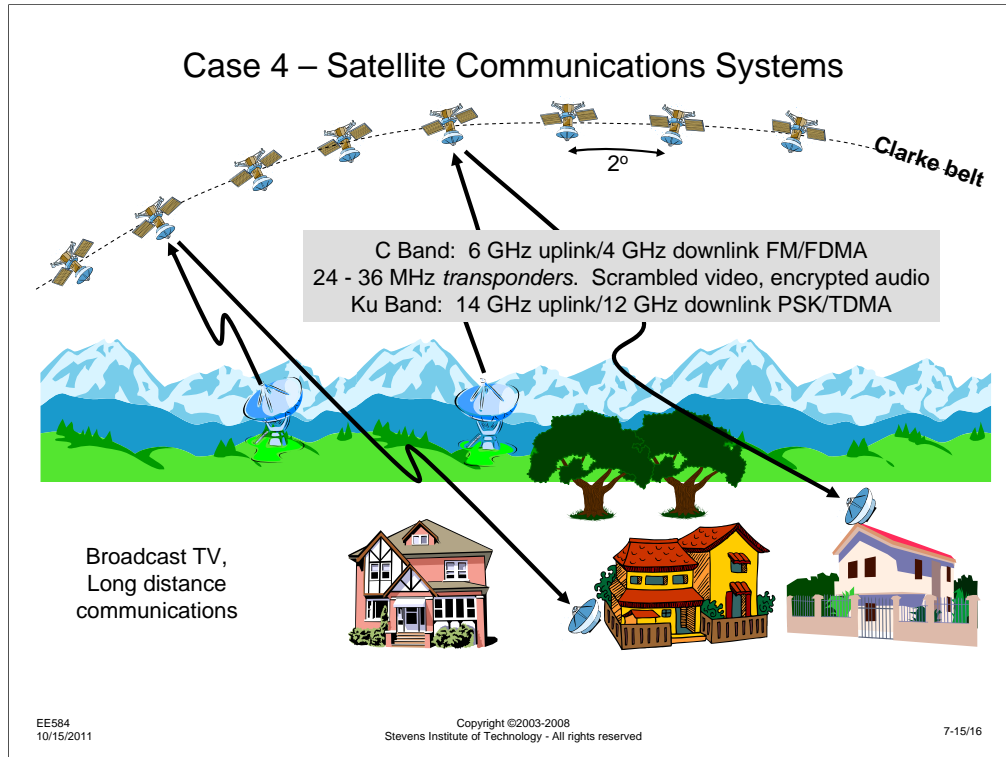 Case 4 – Satellite Communications Systems
Clarke belt
2º
C Band: 6 GHz uplink/4 GHz downlink FM/FDMA
24 - 36 MHz transponders. Scrambled video, encrypted audio
Ku Band: 14 GHz uplink/12 GHz downlink PSK/TDMA
Broadcast TV,
Long distance
communications
EE584
10/15/2011
Copyright ©2003-2008
Stevens Institute of Technology - All rights reserved
7-15/16